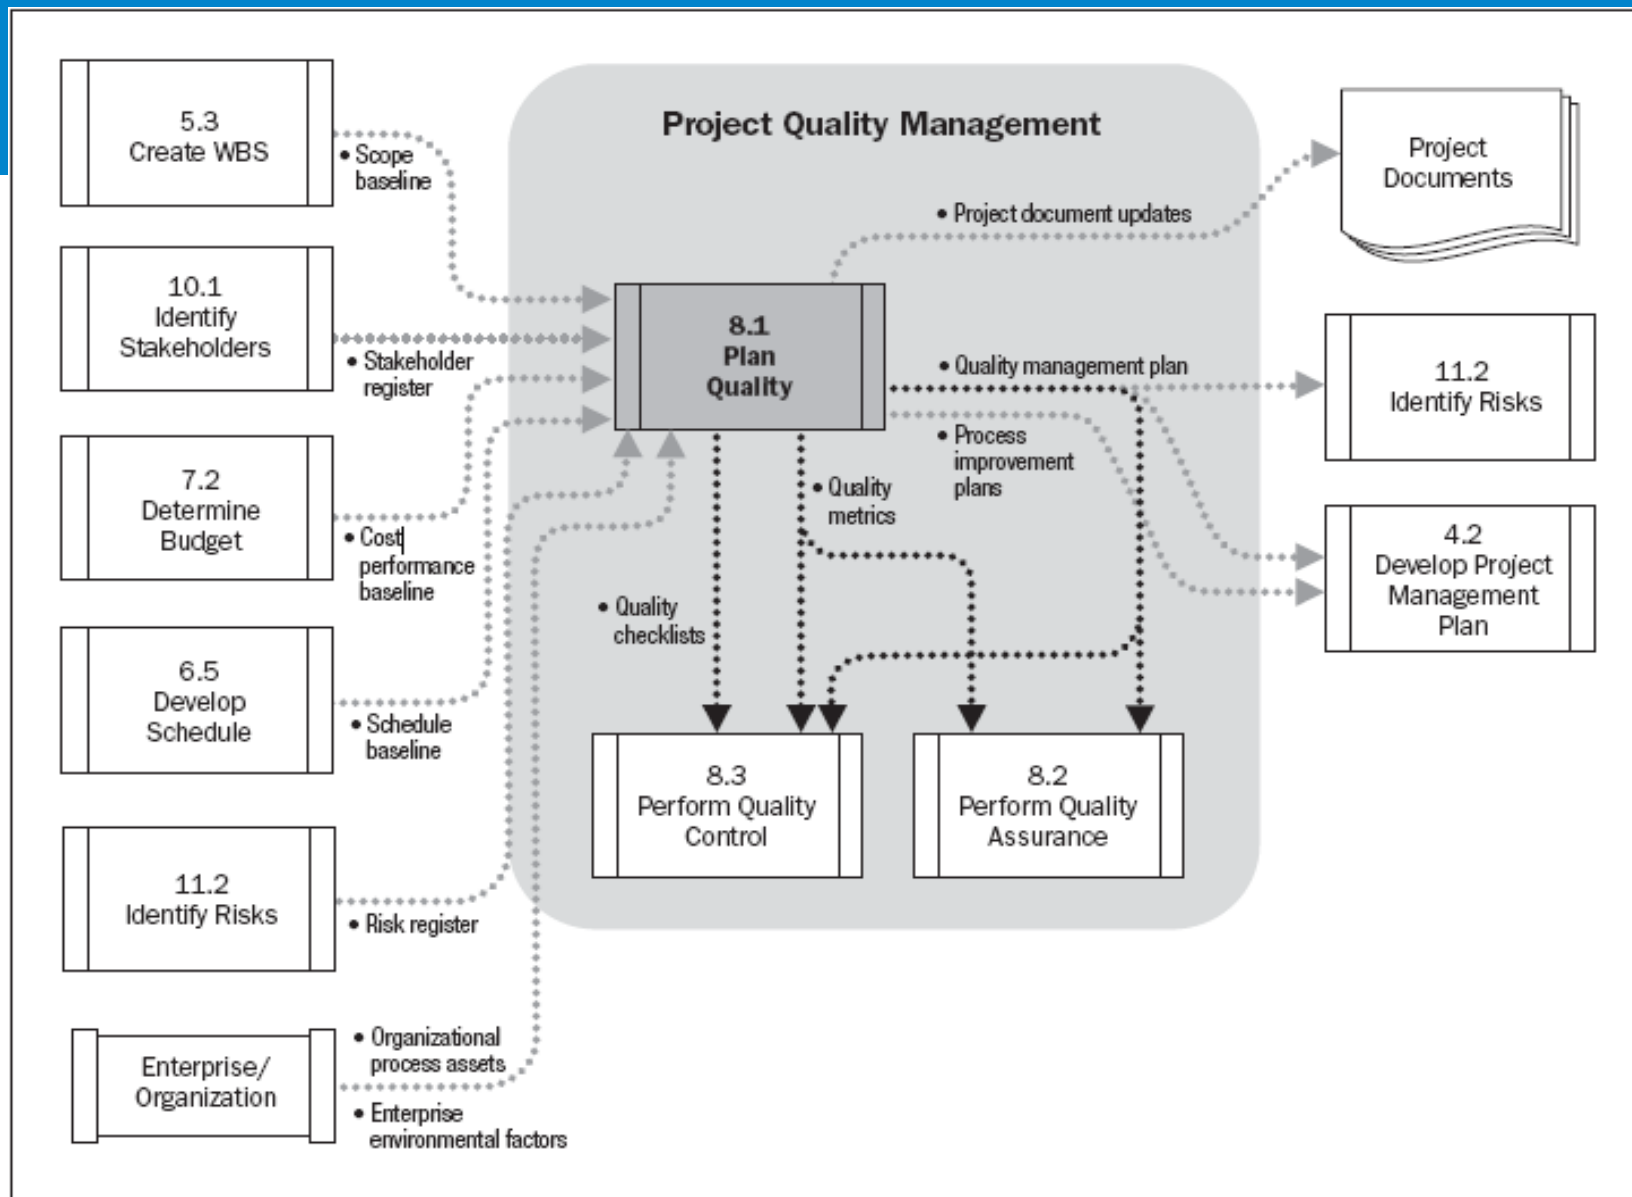 Project Quality Management
5.3
Create WBS
• Scope
baseline
10.1
Identify
Stakeholders
• Stakeholder
register
7.2
Determine
Budget
• Cost
performance
baseline
6.5
Develop
Schedule
• Schedule
baseline
11.2
Identify Risks
• Risk register
Enterprise/
Organization
• Organizational
process assets
• Enterprise
environmental factors
8.1
Plan
Quality
• Project document updates
Project
Documents
• Quality management plan
11.2
Identify Risks
• Process
improvement
plans
4.2
Develop Project
Management
Plan
• Quality
metrics
• Quality
checklists
8.3
Perform Quality
Control
8.2
Perform Quality
Assurance